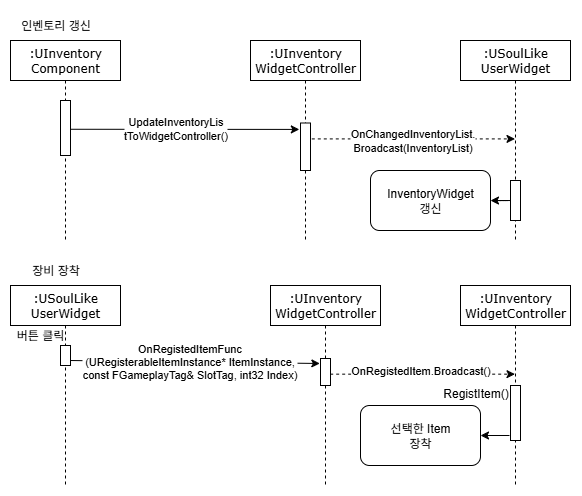 인벤토리 갱신
:UInventory
Component
:UInventory
WidgetController
:USoulLike
UserWidget
UpdateInventoryLis
tToWidgetController()
OnChangedInventoryList.
Broadcast(InventoryList)
InventoryWidget
갱신
장비 장착
:USoulLike
UserWidget
:UInventory
WidgetController
:UInventory
WidgetController
버튼 클릭
OnRegistedItemFunc
(URegisterableItemInstance* ItemInstance,
const FGameplayTag& SlotTag, int32 Index)
OnRegistedItem.Broadcast()
RegistItem()
선택한 Item
장착